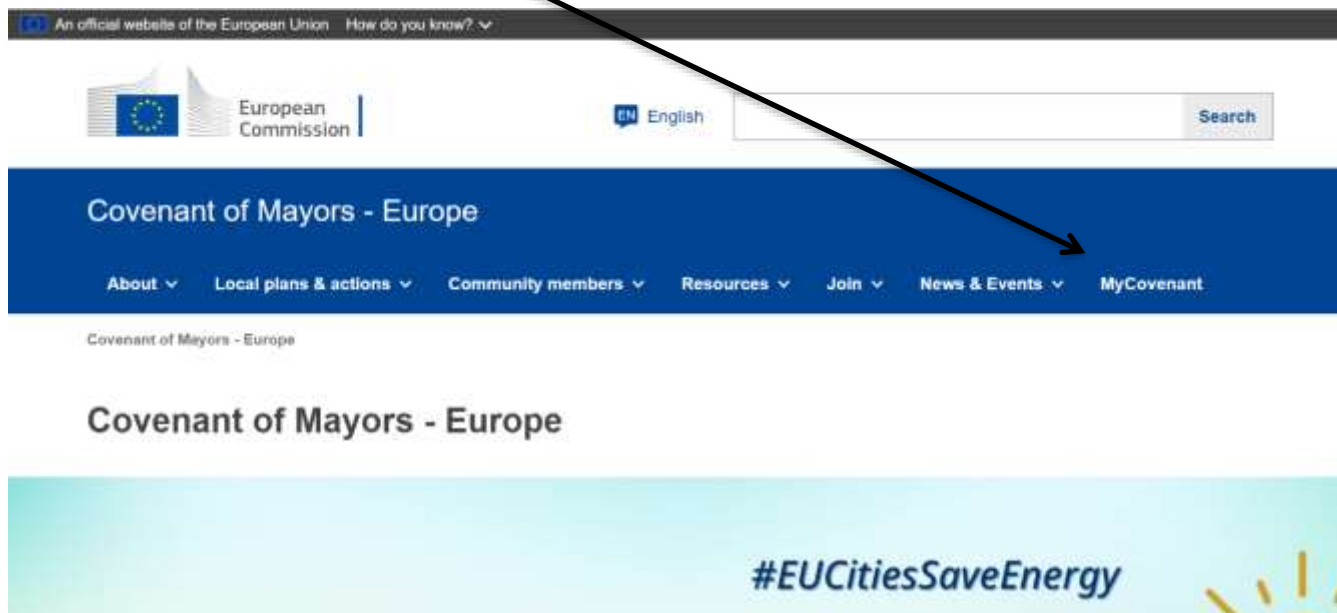 An official website of the European Union How do you know?
European
Commission
EN English
Search
Covenant of Mayors - Europe
About Local plans & actions Community members Resources Join News & Events MyCovenant
Covenant of Mayors - Europe
Covenant of Mayors - Europe
#EUCitiesSaveEnergy